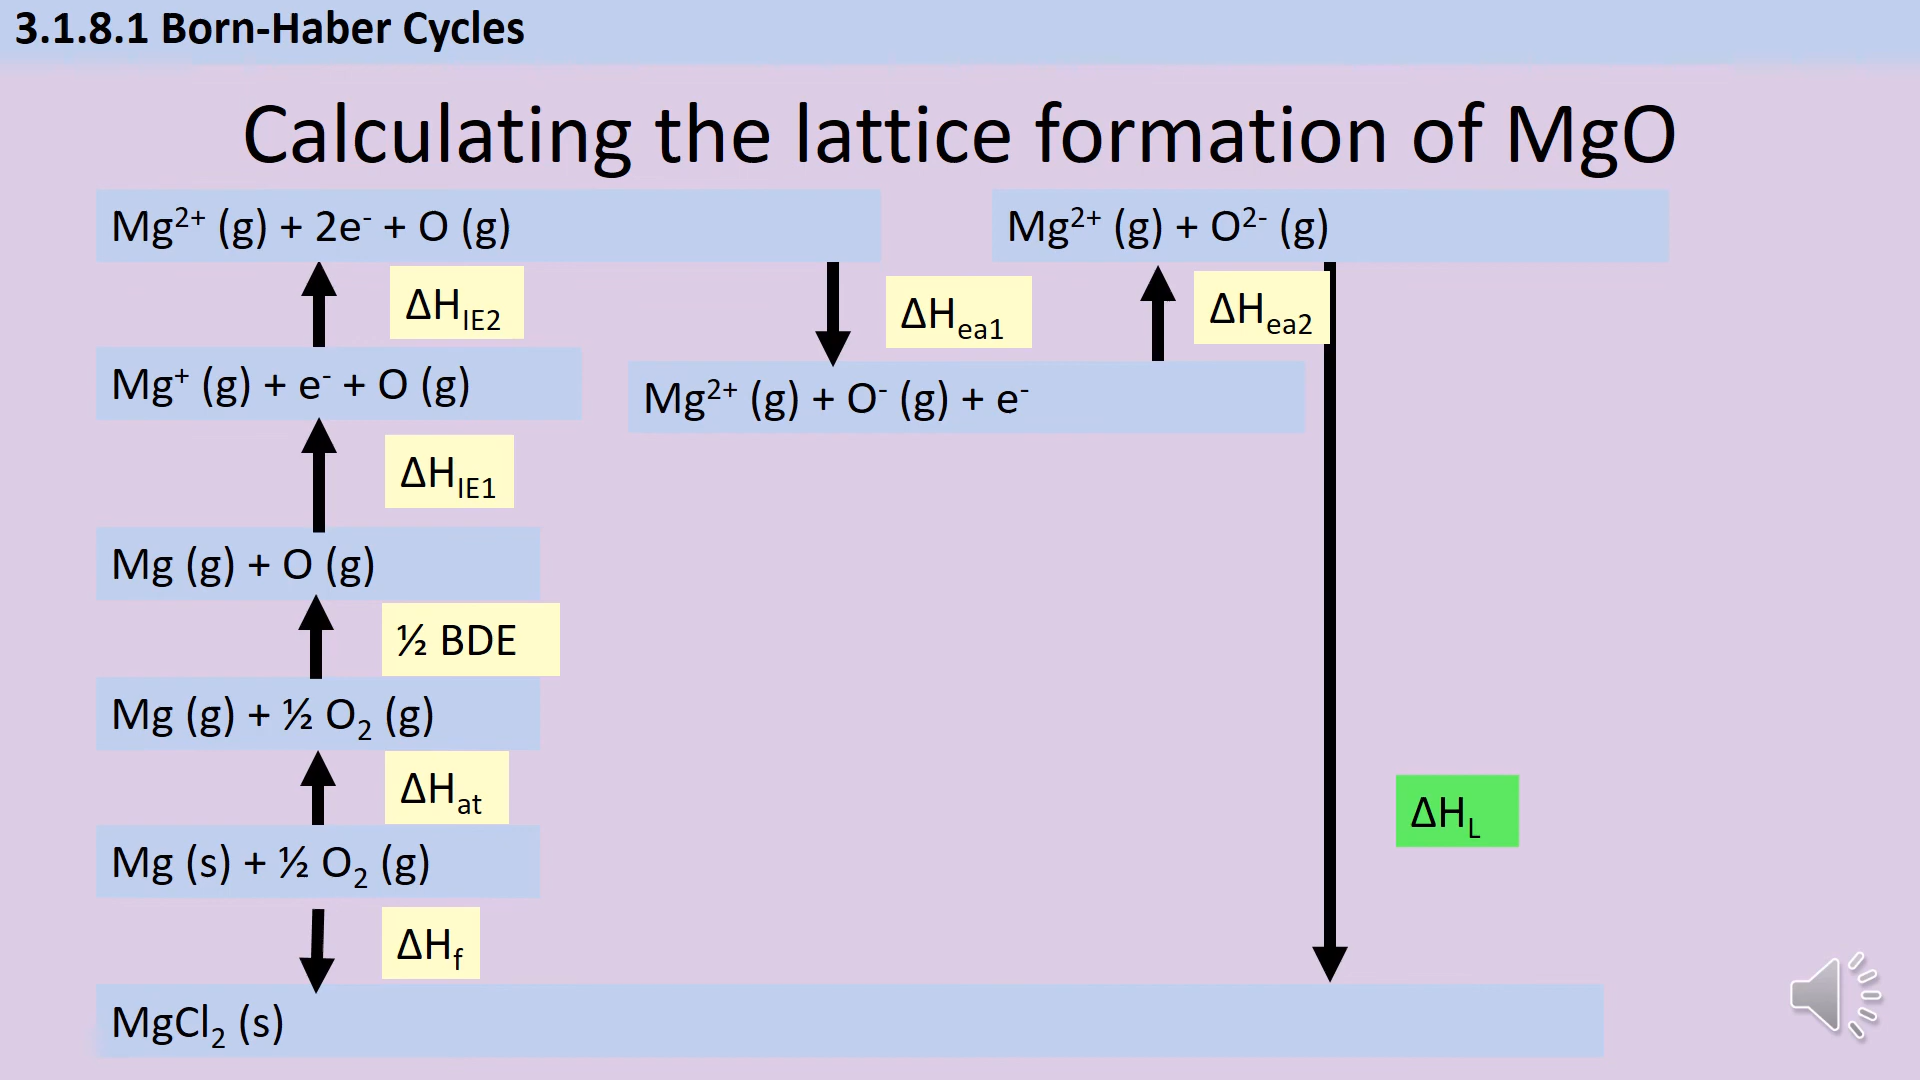 3.1.8.1 Born-Haber Cycles
Calculating the lattice formation of MgO
Mg²⁺ (g) + 2e⁻ + O (g)
Mg²⁺ (g) + O²⁻ (g)
ΔH_IE2
ΔH_ea1
ΔH_ea2
Mg⁺ (g) + e⁻ + O (g)
Mg²⁺ (g) + O⁻ (g) + e⁻
ΔH_IE1
Mg (g) + O (g)
½ BDE
Mg (g) + ½ O₂ (g)
ΔH_at
ΔH_L
Mg (s) + ½ O₂ (g)
ΔH_f
MgCl₂ (s)